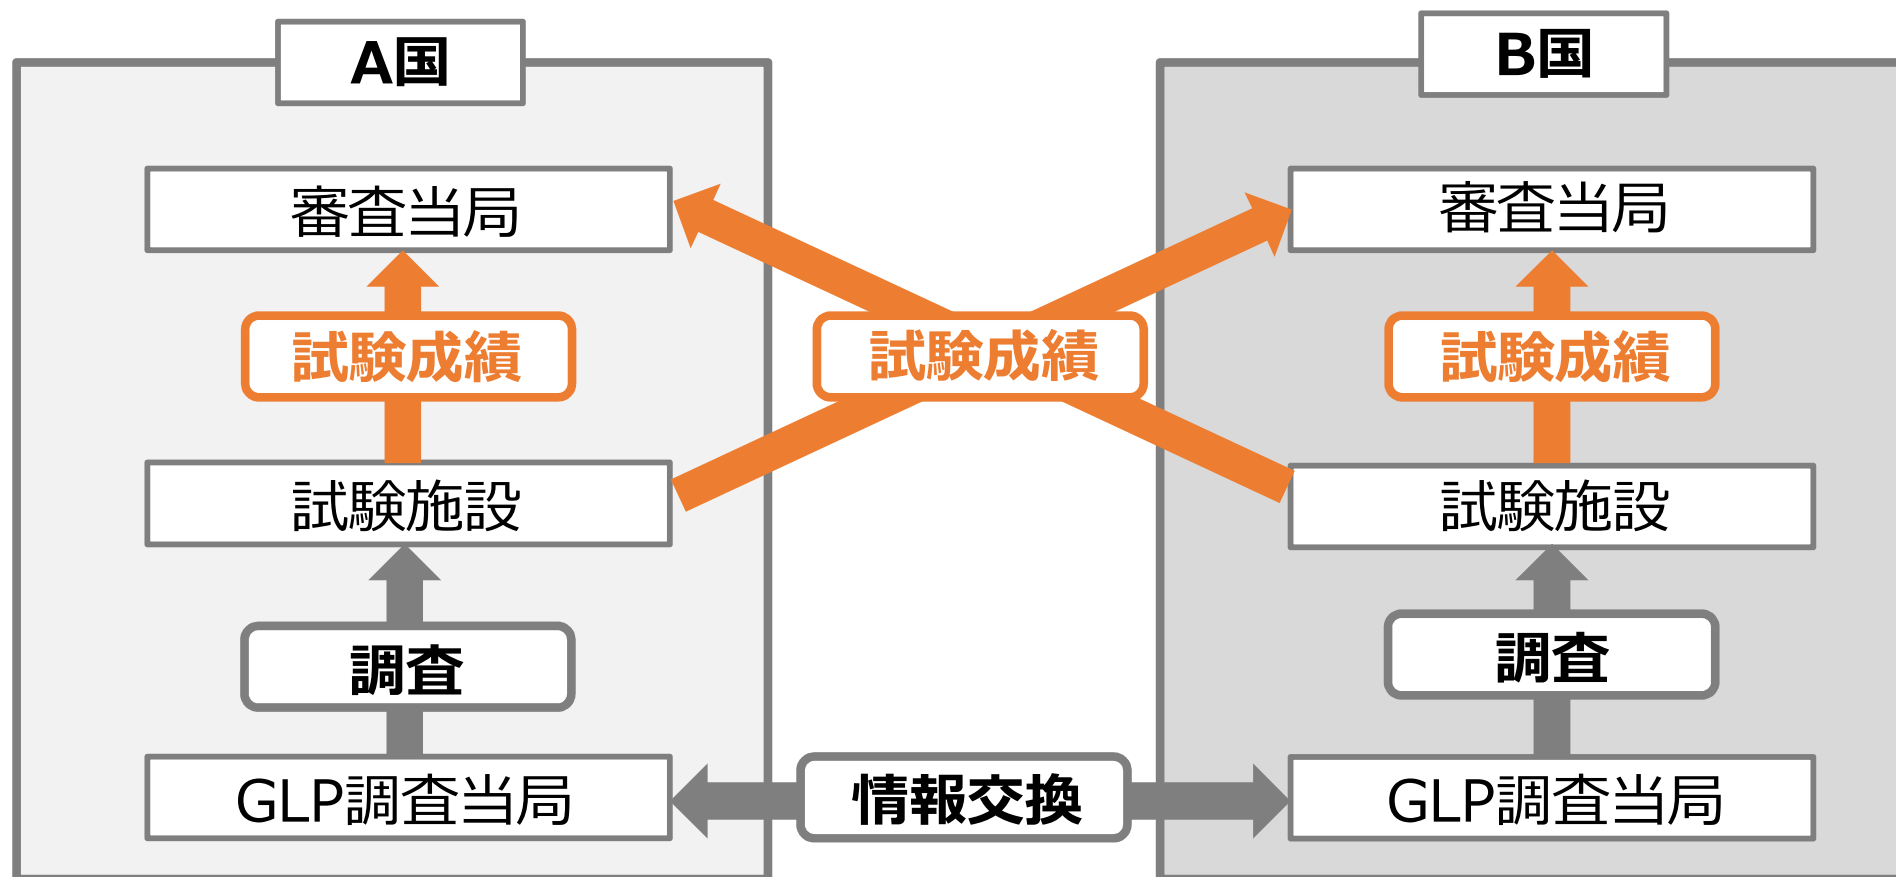 A国
B国
審査当局
審査当局
試験成績
試験成績
試験成績
試験施設
試験施設
調査
調査
GLP調査当局
情報交換
GLP調査当局